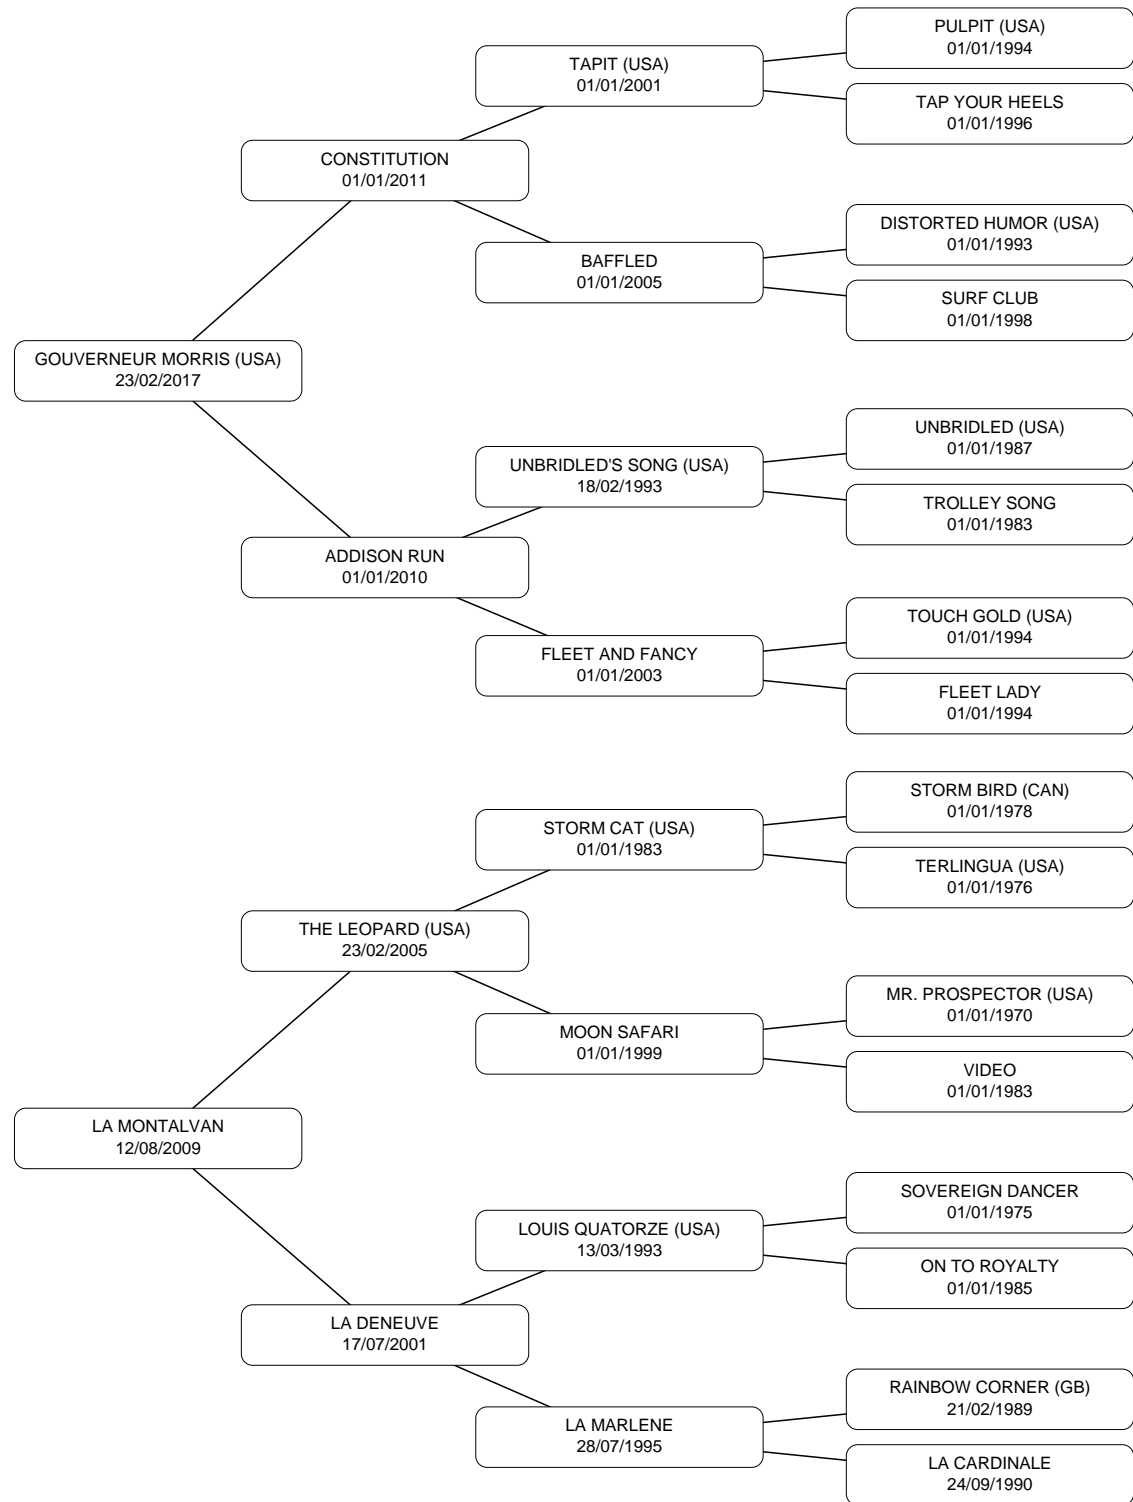 PULPIT (USA)
01/01/1994
TAPIT (USA)
01/01/2001
TAP YOUR HEELS
01/01/1996
CONSTITUTION
01/01/2011
DISTORTED HUMOR (USA)
01/01/1993
BAFFLED
01/01/2005
SURF CLUB
01/01/1998
GOUVERNEUR MORRIS (USA)
23/02/2017
UNBRIDLED (USA)
01/01/1987
UNBRIDLED'S SONG (USA)
18/02/1993
TROLLEY SONG
01/01/1983
ADDISON RUN
01/01/2010
TOUCH GOLD (USA)
01/01/1994
FLEET AND FANCY
01/01/2003
FLEET LADY
01/01/1994
STORM BIRD (CAN)
01/01/1978
STORM CAT (USA)
01/01/1983
TERLINGUA (USA)
01/01/1976
THE LEOPARD (USA)
23/02/2005
MR. PROSPECTOR (USA)
01/01/1970
MOON SAFARI
01/01/1999
VIDEO
01/01/1983
LA MONTALVAN
12/08/2009
SOVEREIGN DANCER
01/01/1975
LOUIS QUATORZE (USA)
13/03/1993
ON TO ROYALTY
01/01/1985
LA DENEUVE
17/07/2001
RAINBOW CORNER (GB)
21/02/1989
LA MARLENE
28/07/1995
LA CARDINALE
24/09/1990